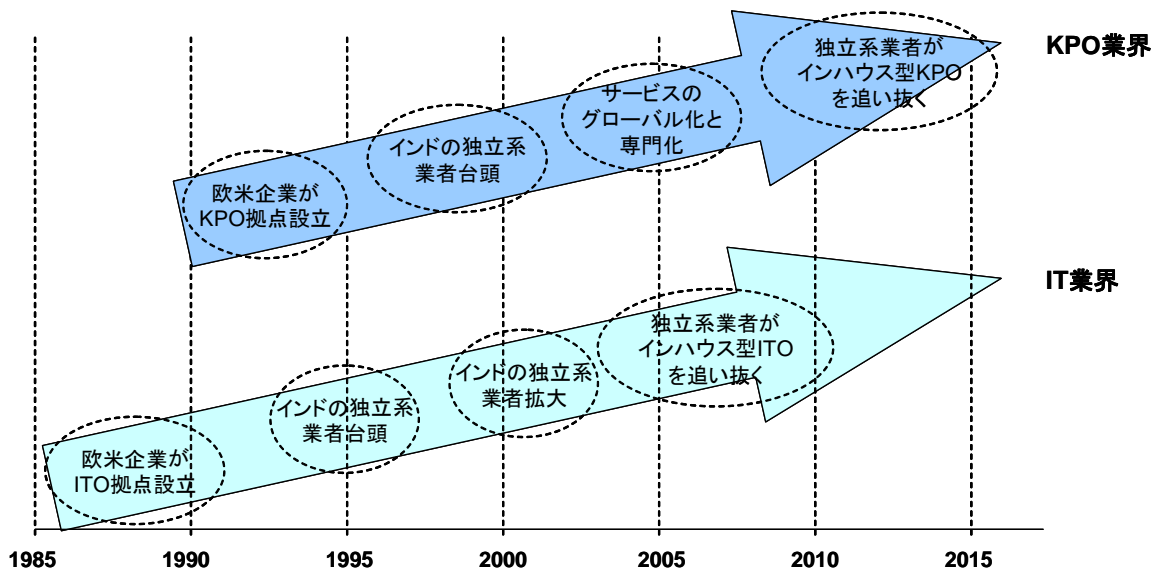 KPO業界
独立系業者が
インハウス型KPO
を追い抜く
サービスの
グローバル化と
専門化
インドの独立系
業者台頭
欧米企業が
KPO拠点設立
IT業界
独立系業者が
インハウス型ITO
を追い抜く
インドの独立系
業者拡大
インドの独立系
業者台頭
欧米企業が
ITO拠点設立
1985 1990 1995 2000 2005 2010 2015